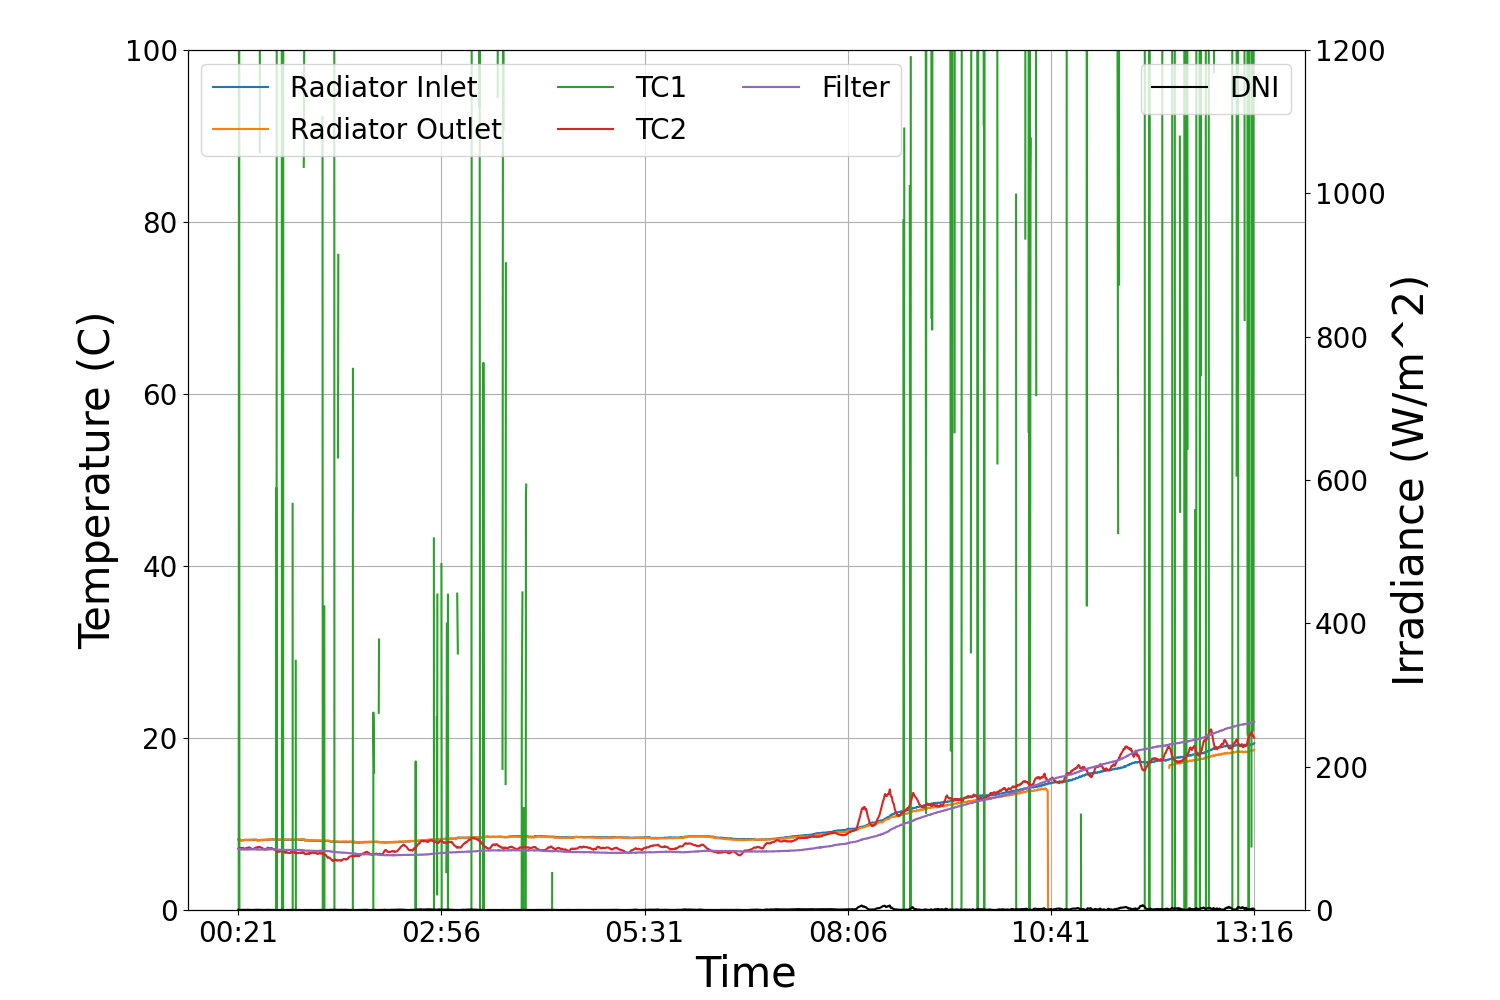 100
80
60
40
20
0
Temperature (C)
Radiator Inlet
Radiator Outlet
TC1
TC2
Filter
DNI
1200
1000
800
600
400
200
0
Irradiance (W/m^2)
00:21
02:56
05:31
08:06
10:41
13:16
Time